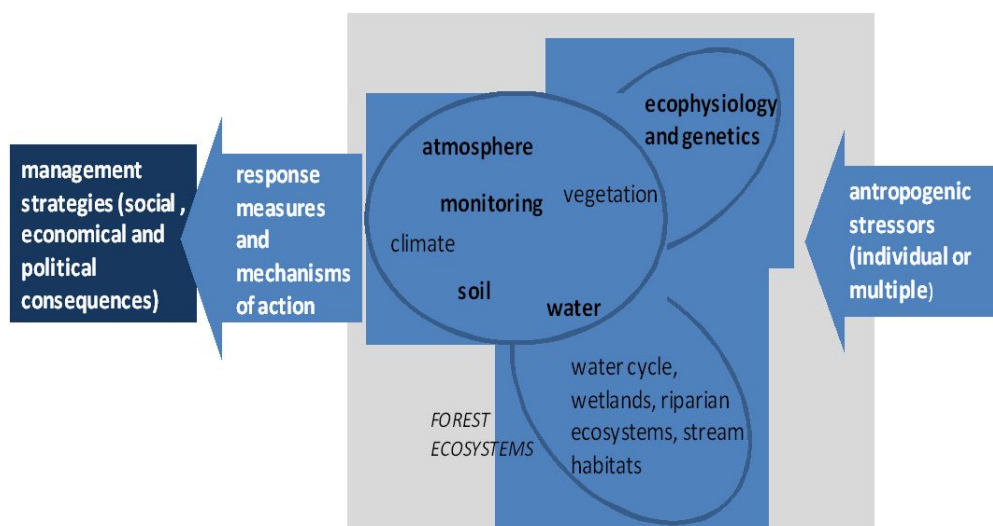 management
strategies (social ,
economical and
political
consequences)
response
measures
and
mechanisms
of action
atmosphere
monitoring
vegetation
climate
soil
water
ecophysiology
and genetics
water cycle,
wetlands, riparian
ecosystems, stream
habitats
FOREST
ECOSYSTEMS
antropogenic
stressors
(individual or
multiple)